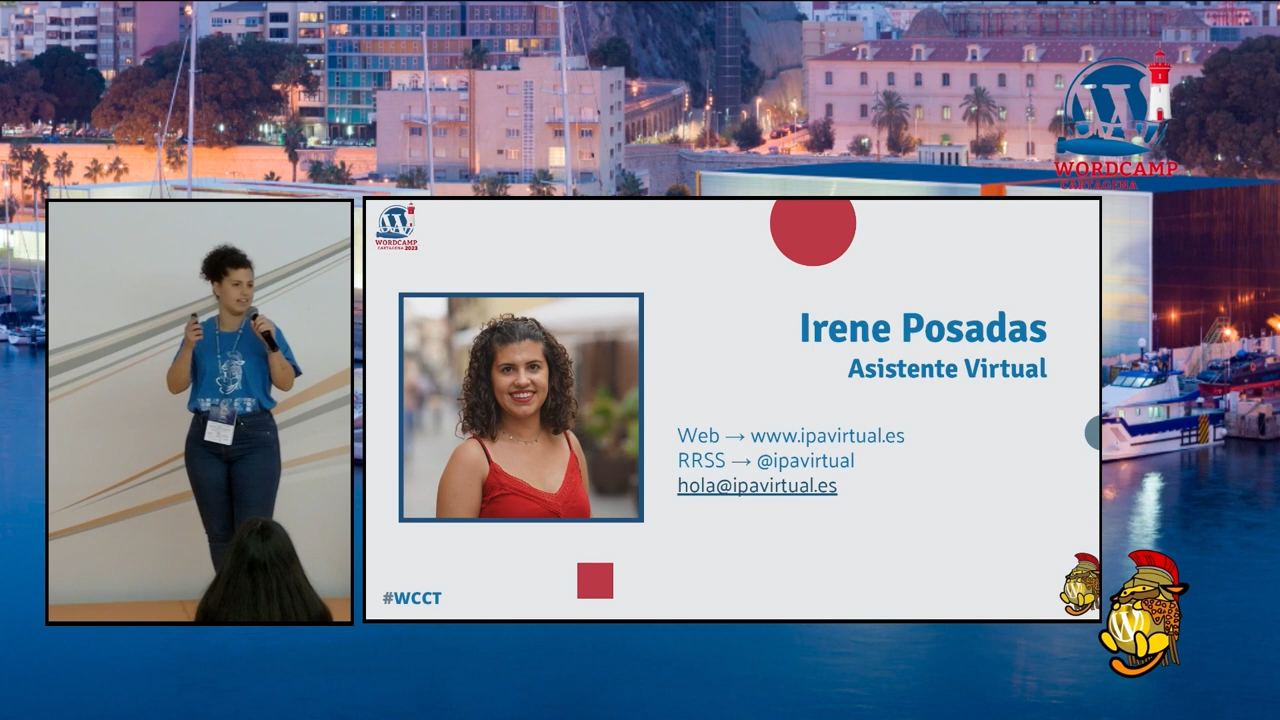 WORDCAMP
CARTAGENA
WORDCAMP
CARTAGENA 2023
Irene Posadas
Asistente Virtual
Web → www.ipavirtual.es
RRSS → @ipavirtual
hola@ipavirtual.es
#WCCT